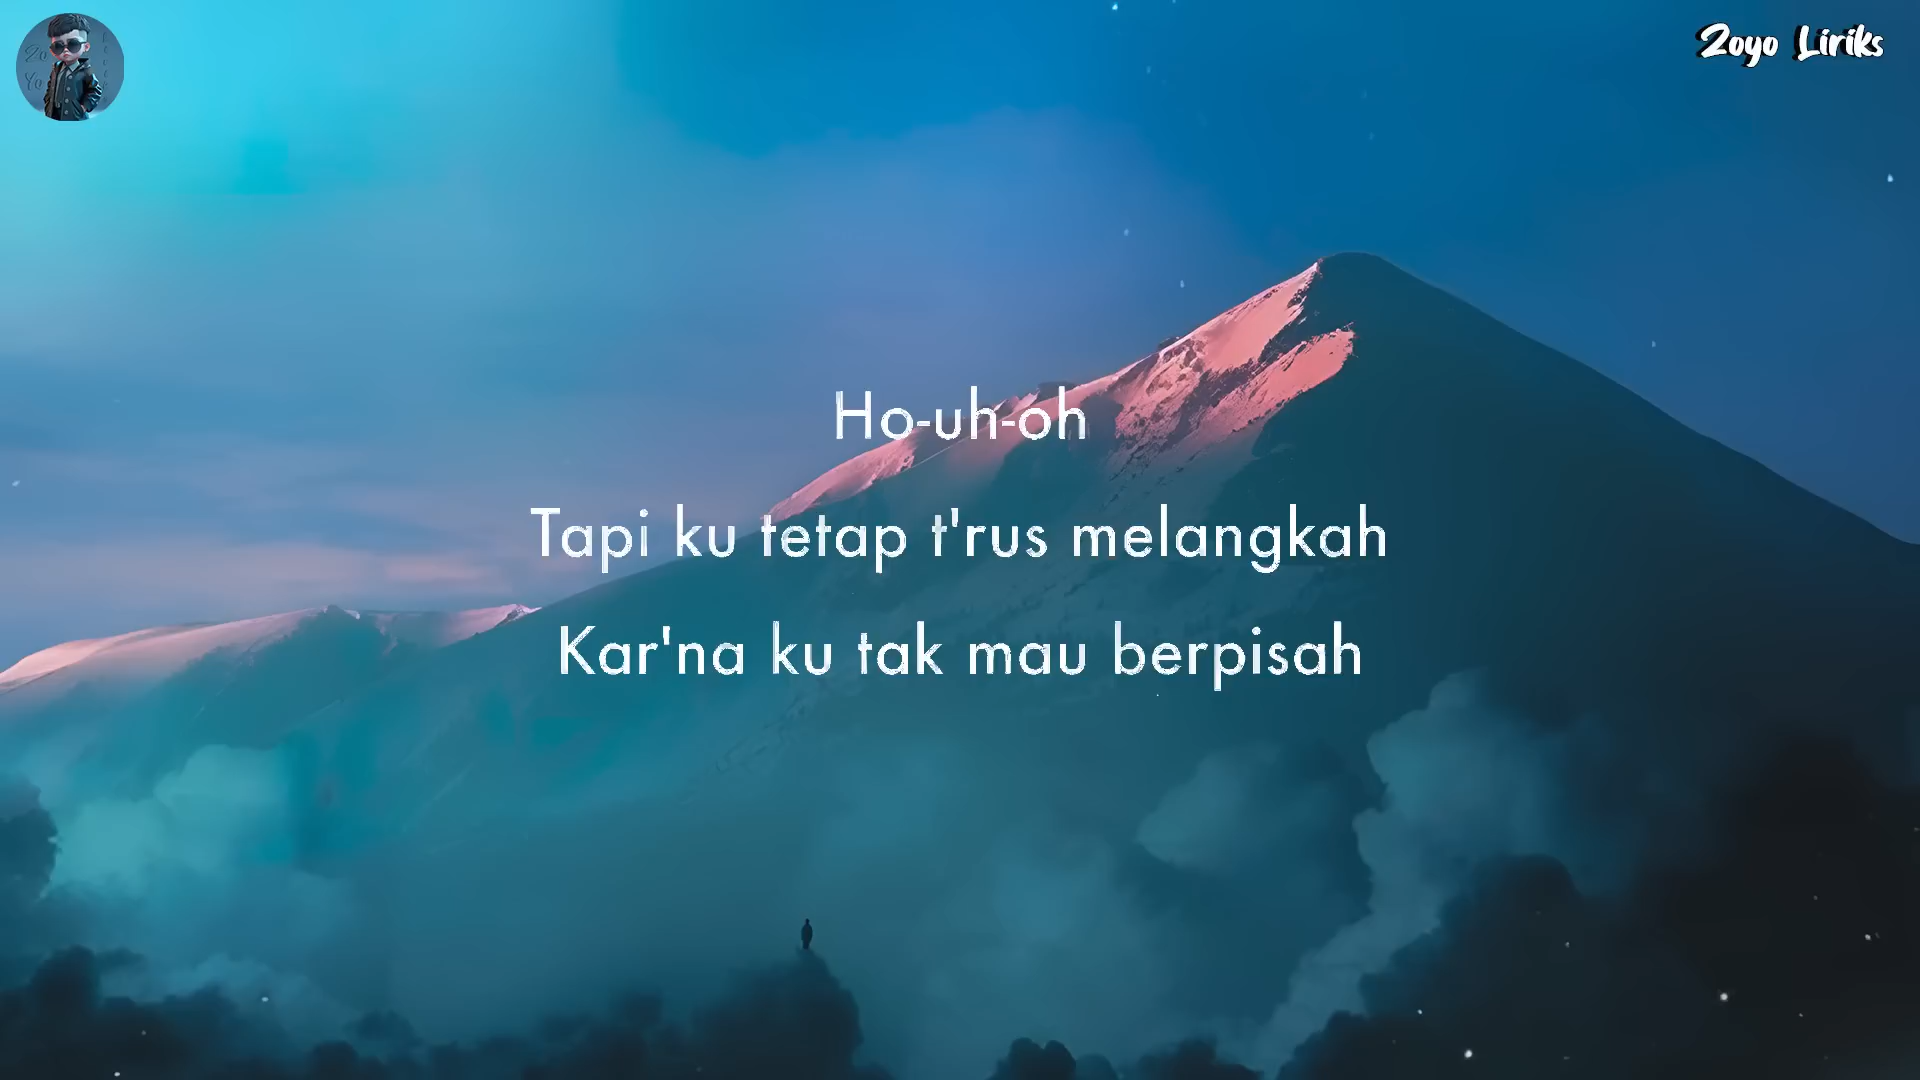 Zoyo Liriks
Ho-uh-oh
Tapi ku tetap t'rus melangkah
Kar'na ku tak mau berpisah